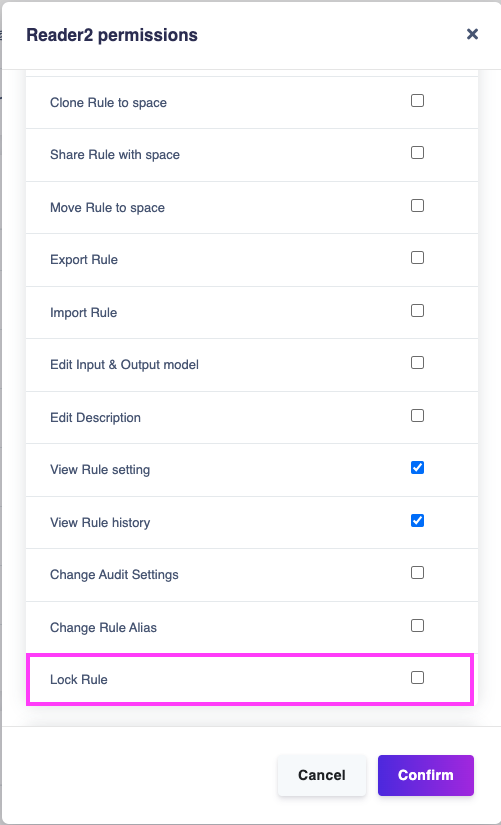 Reader2 permissions
Clone Rule to space
Share Rule with space
Move Rule to space
Export Rule
Import Rule
Edit Input & Output model
Edit Description
View Rule setting
View Rule history
Change Audit Settings
Change Rule Alias
Lock Rule
Cancel Confirm